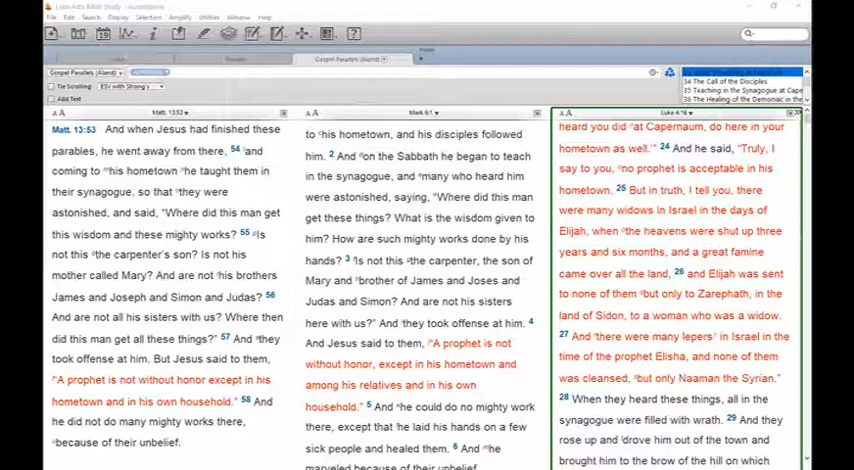 File Edit Search Display Selection Amplify Utilities Window Help
19
i
?
Gospel Parallels (Aland)
Gospel Parallels (Aland)
Tie Scrolling: ESV with Strong's
Add Text
34 The Call of the Disciples
35 Teaching in the Synagogue at Cape
36 The Healing of the Demoniac in the
A A Matt. 13:53
Matt. 13:53 And when Jesus had finished these
parables, he went away from there, 54 and
coming to his hometown he taught them in
their synagogue, so that they were
astonished, and said, “Where did this man get
this wisdom and these mighty works? 55 Is
not this the carpenter's son? Is not his
mother called Mary? And are not his brothers
James and Joseph and Simon and Judas? 56
And are not all his sisters with us? Where then
did this man get all these things?” 57 And they
took offense at him. But Jesus said to them,
“A prophet is not without honor except in his
hometown and in his own household.” 58 And
he did not do many mighty works there,
because of their unbelief.
A A Mark 6:1
to his hometown, and his disciples followed
him. 2 And on the Sabbath he began to teach
in the synagogue, and many who heard him
were astonished, saying, “Where did this man
get these things? What is the wisdom given to
him? How are such mighty works done by his
hands? 3 Is not this the carpenter, the son of
Mary and brother of James and Joses and
Judas and Simon? And are not his sisters
here with us?” And they took offense at him. 4
And Jesus said to them, “A prophet is not
without honor, except in his hometown and
among his relatives and in his own
household.” 5 And he could do no mighty work
there, except that he laid his hands on a few
sick people and healed them. 6 And he
marveled because of their unbelief.
A A Luke 4:16
heard you did at Capernaum, do here in your
hometown as well.’” 24 And he said, “Truly, I
say to you, no prophet is acceptable in his
hometown. 25 But in truth, I tell you, there
were many widows in Israel in the days of
Elijah, when the heavens were shut up three
years and six months, and a great famine
came over all the land, 26 and Elijah was sent
to none of them but only to Zarephath, in the
land of Sidon, to a woman who was a widow.
27 And there were many lepers in Israel in the
time of the prophet Elisha, and none of them
was cleansed, but only Naaman the Syrian.”
28 When they heard these things, all in the
synagogue were filled with wrath. 29 And they
rose up and drove him out of the town and
brought him to the brow of the hill on which